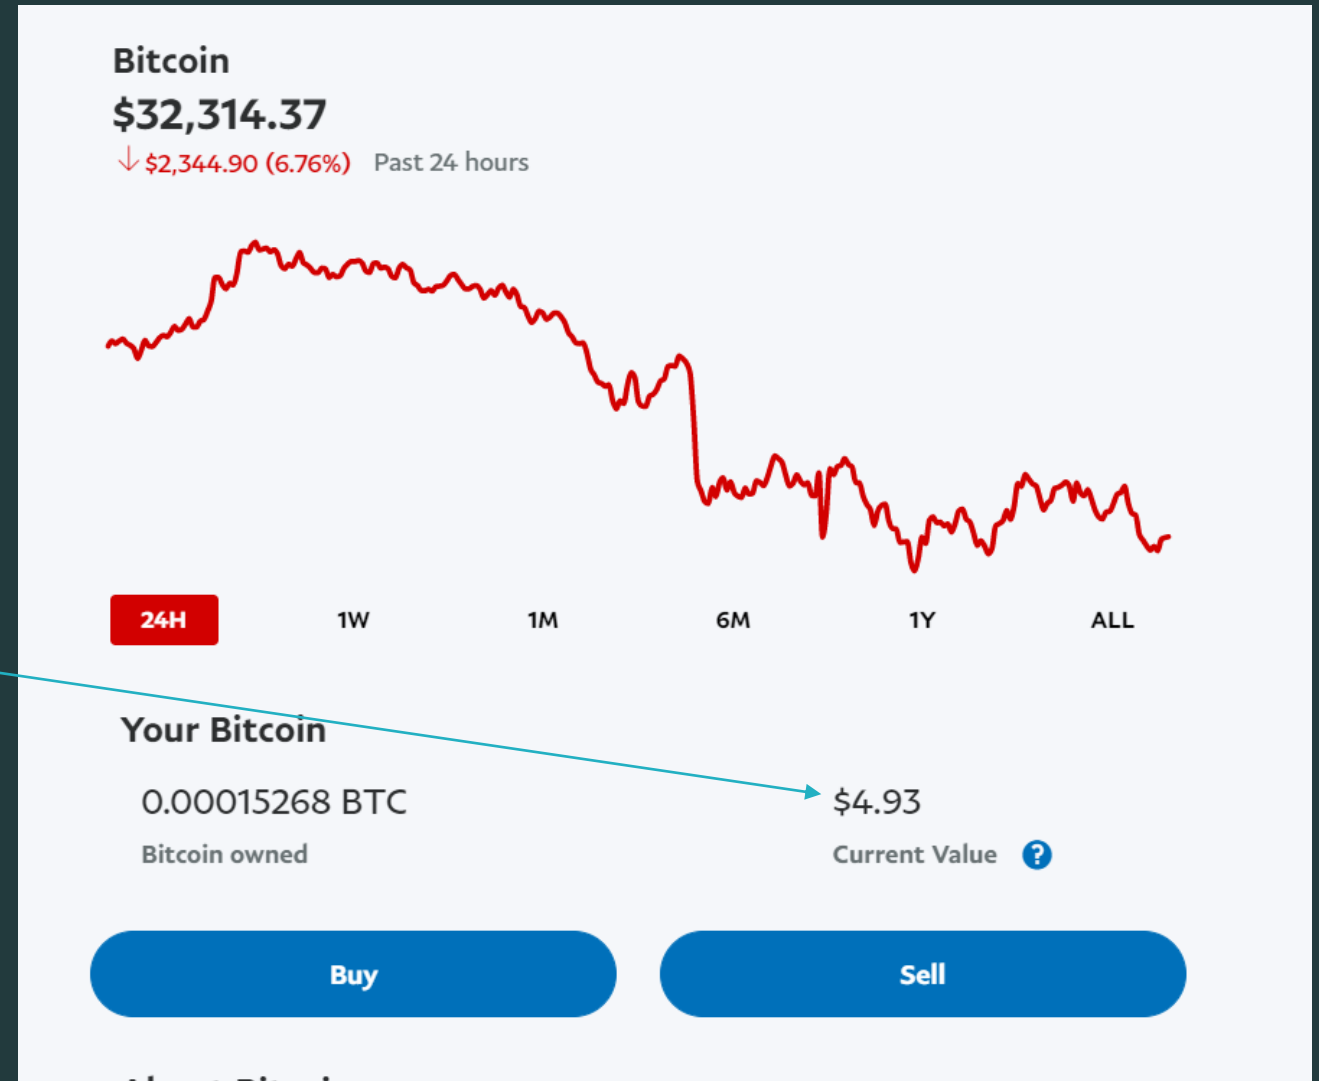 Bitcoin
$32,314.37
↓ $2,344.90 (6.76%) Past 24 hours
24H 1W 1M 6M 1Y ALL
Your Bitcoin
0.00015268 BTC $4.93
Bitcoin owned Current Value ?
Buy Sell